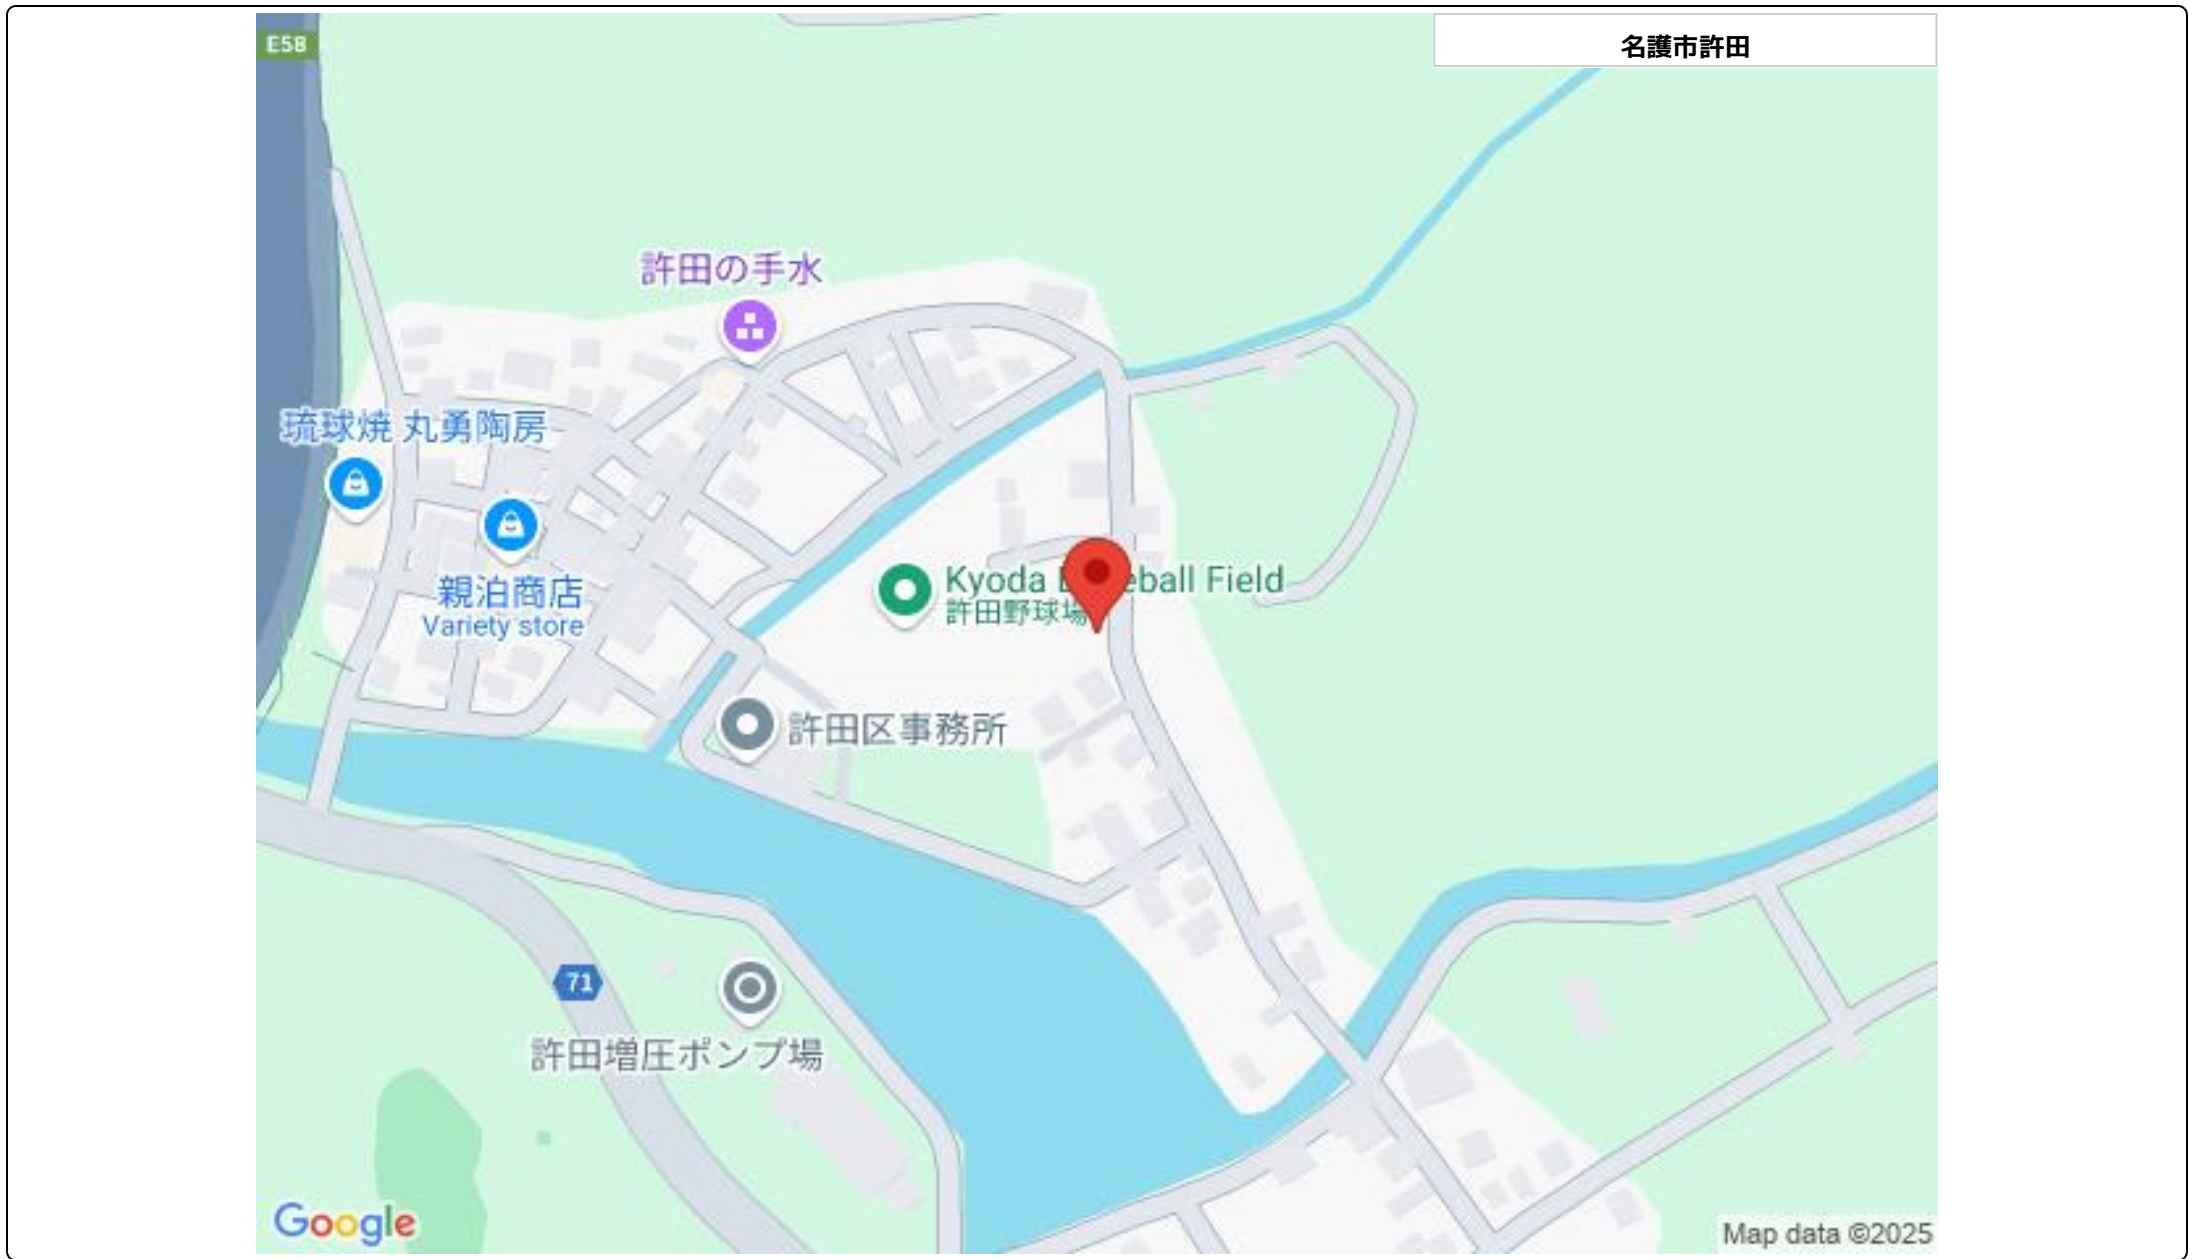 E58
名護市許田
許田の手水
琉球焼 丸勇陶房
親泊商店
Variety store
Kyoda eball Field
許田野球場
許田区事務所
71
許田増圧ポンプ場
Google
Map data ©2025